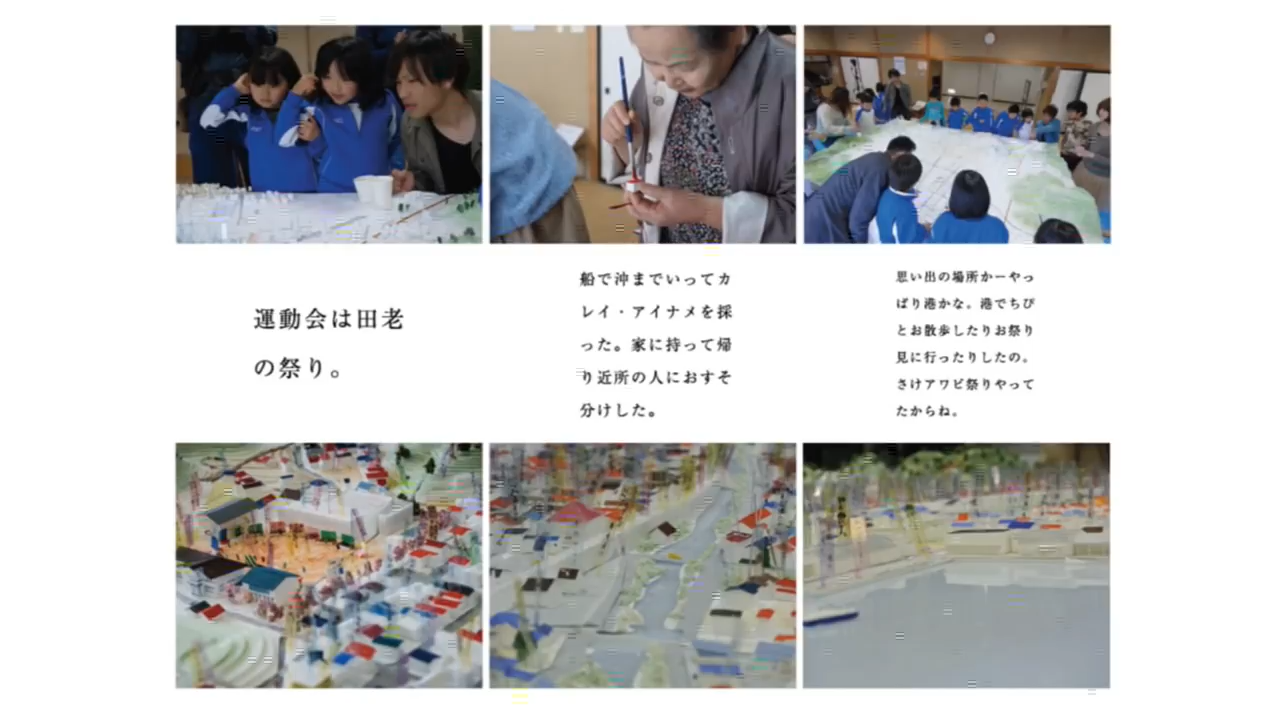 運動会は田老
の祭り。
船で沖までいってカ
レイ・アイナメを採
った。家に持って帰
り近所の人におすそ
分けした。
思い出の場所かーやっ
ぱり港かな。港でちび
とお散歩したりお祭り
見に行ったりしたの。
さけアワビ祭りやって
たからね。